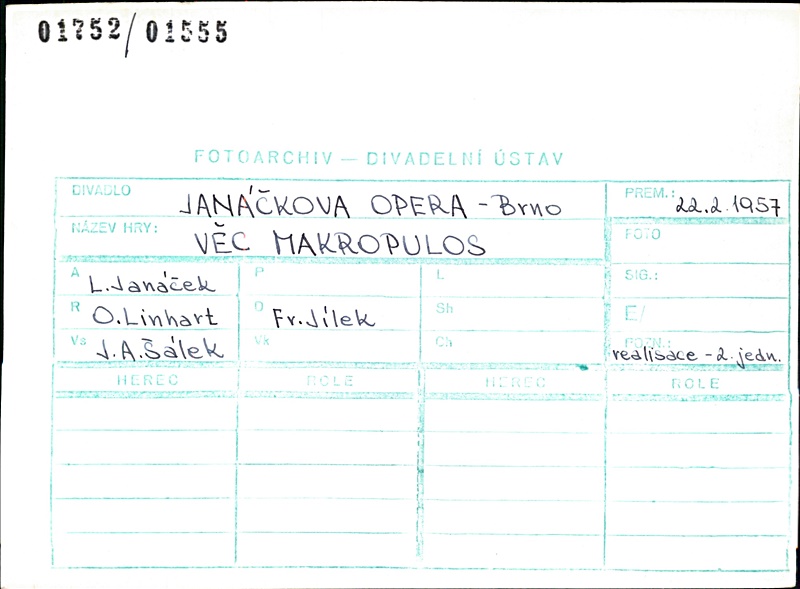 01752/01555
FOTOARCHIV — DIVADELNÍ ÚSTAV
DIVADLO JANÁČKOVA OPERA - Brno PREM.: 22.2.1957
NÁZEV HRY: VĚC MAKROPULOS FOTO
A L.Janáček P L SIG.:
R O.Linhart D Fr.Jílek Sh E/
Vs J.A.Šálek Vk Ch POZN.: realisace - 2. jedn.
HEREC ROLE HEREC ROLE